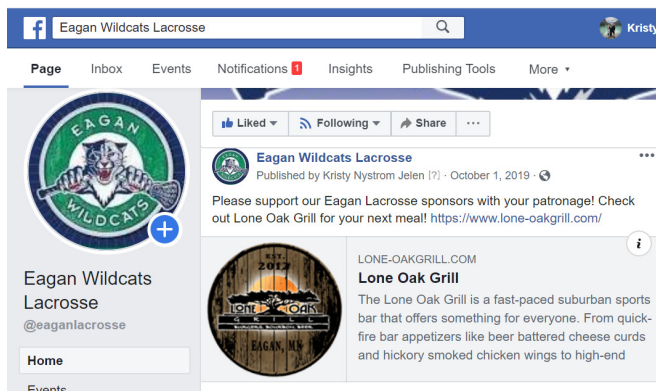 Eagan Wildcats Lacrosse
Kristy
Page Inbox Events Notifications 1 Insights Publishing Tools More
EAGAN
WILDCATS
Liked Following Share ...
Eagan Wildcats Lacrosse
Published by Kristy Nystrom Jelen [?] · October 1, 2019 ·
Please support our Eagan Lacrosse sponsors with your patronage! Check
out Lone Oak Grill for your next meal! https://www.lone-oakgrill.com/
EST.
2017
LONE OAK
GRILL
BURGERS BOURBON BEER
EAGAN, MN
LONE-OAKGRILL.COM
Lone Oak Grill
The Lone Oak Grill is a fast-paced suburban sports
bar that offers something for everyone. From quick-
fire bar appetizers like beer battered cheese curds
and hickory smoked chicken wings to high-end
Eagan Wildcats
Lacrosse
@eaganlacrosse
Home
Events